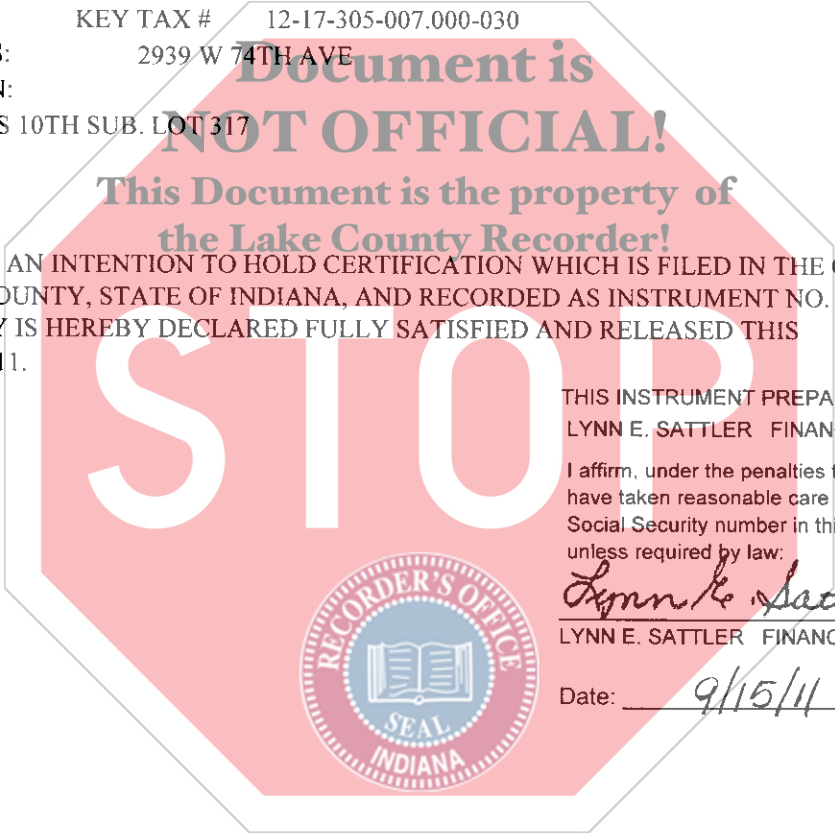 KEY TAX # 12-17-305-007.000-030
S: 2939 W 74TH AVE
N:
S 10TH SUB. LOT 317
Document is
NOT OFFICIAL!
This Document is the property of
the Lake County Recorder!
AN INTENTION TO HOLD CERTIFICATION WHICH IS FILED IN THE
OUNTY, STATE OF INDIANA, AND RECORDED AS INSTRUMENT NO.
Y IS HEREBY DECLARED FULLY SATISFIED AND RELEASED THIS
11.
STOP
THIS INSTRUMENT PREPA
LYNN E. SATTLER FINAN
I affirm, under the penalties
have taken reasonable care
Social Security number in thi
unless required by law:
Lynn E. Sat
LYNN E. SATTLER FINANC
Date: 9/15/11
RECORDER'S OFFICE
SEAL
INDIANA